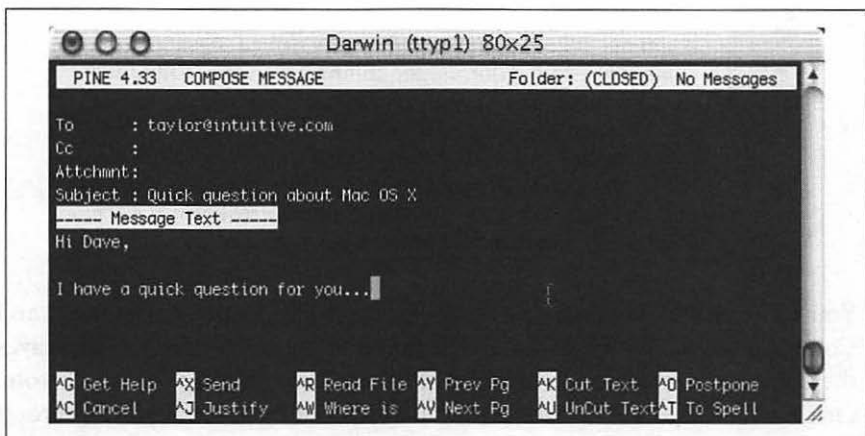 Darwin (ttyp1) 80x25
PINE 4.33 COMPOSE MESSAGE Folder: (CLOSED) No Messages
To : taylor@intuitive.com
Cc :
Attchmnt:
Subject : Quick question about Mac OS X
----- Message Text -----
Hi Dave,
I have a quick question for you...
^G Get Help ^X Send ^R Read File ^Y Prev Pg ^K Cut Text ^O Postpone
^C Cancel ^J Justify ^W Where is ^V Next Pg ^U UnCut Text^T To Spell